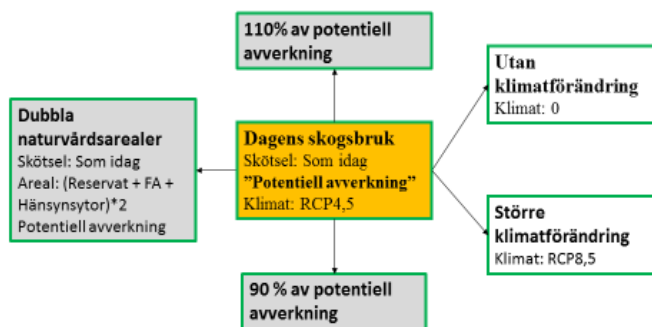 110% av potentiell
avverkning
Utan
klimatförändring
Klimat: 0
Dubbla
naturvårdsarealer
Skötsel: Som idag
Areal: (Reservat + FA +
Hänsynsytor)*2
Potentiell avverkning
Dagens skogsbruk
Skötsel: Som idag
”Potentiell avverkning”
Klimat: RCP4,5
Större
klimatförändring
Klimat: RCP8,5
90 % av potentiell
avverkning